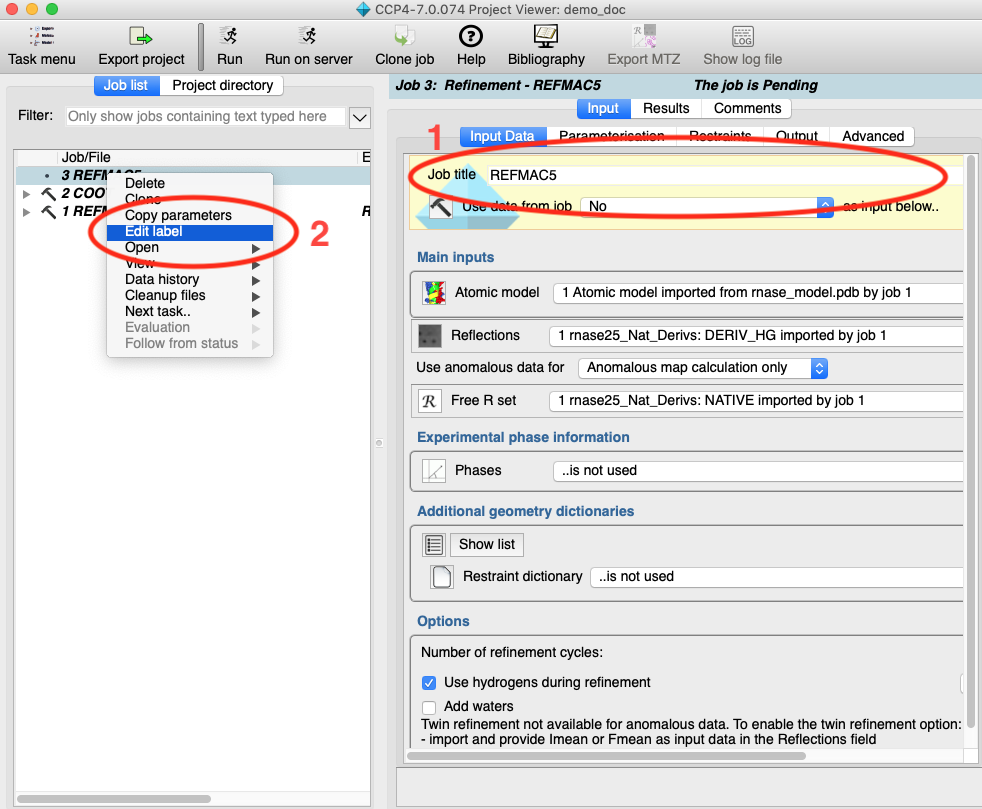 CCP4-7.0.074 Project Viewer: demo_doc
Task menu Export project Run Run on server Clone job Help Bibliography Export MTZ Show log file
Job list Project directory
Filter: Only show jobs containing text typed here
Job/File E
3 REFMAC5
2 COO
1 REF R
Delete
Clone
Copy parameters
Edit label
Open
View
Data history
Cleanup files
Next task..
Evaluation
Follow from status
2
Job 3: Refinement - REFMAC5 The job is Pending
Input Results Comments
1
Input Data Parameterisation Restraints Output Advanced
Job title REFMAC5
Use data from job No as input below..
Main inputs
Atomic model 1 Atomic model imported from rnase_model.pdb by job 1
Reflections 1 rnase25_Nat_Derivs: DERIV_HG imported by job 1
Use anomalous data for Anomalous map calculation only
R Free R set 1 rnase25_Nat_Derivs: NATIVE imported by job 1
Experimental phase information
Phases ..is not used
Additional geometry dictionaries
Show list
Restraint dictionary ..is not used
Options
Number of refinement cycles:
Use hydrogens during refinement
Add waters
Twin refinement not available for anomalous data. To enable the twin refinement option:
- import and provide Imean or Fmean as input data in the Reflections field